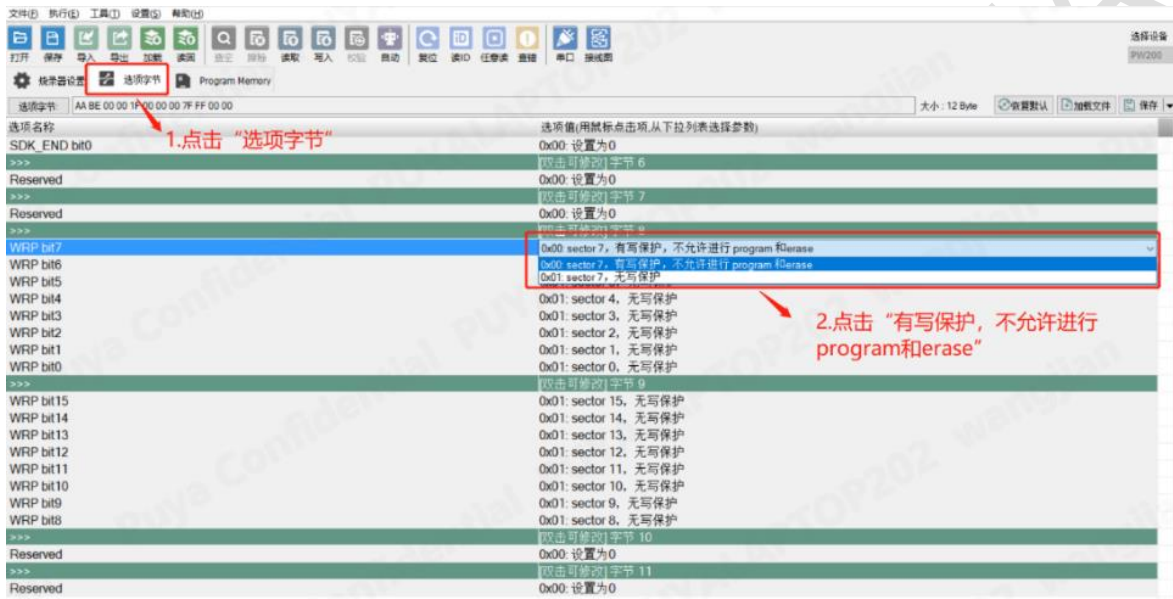 文件(F) 执行(E) 工具(T) 设置(S) 帮助(H)
打开 保存 导入 导出 加载 读回 查空 擦除 读取 写入 校验 自动 复位 读ID 任意读 查错 串口 接线图
选择设备
PW200
烧录器设置 选项字节 Program Memory
选项字节: AA BE 00 00 1F 00 00 00 7F FF 00 00 大小: 12 Byte 恢复默认 加载文件 保存
选项名称 选项值(用鼠标点击项,从下拉列表选择参数)
1.点击“选项字节”
SDK_END bit0 0x00: 设置为0
>>> [双击可修改] 字节 6
Reserved 0x00: 设置为0
>>> [双击可修改] 字节 7
Reserved 0x00: 设置为0
>>> [双击可修改] 字节 8
WRP bit7 0x00: sector 7，有写保护，不允许进行 program 和erase
WRP bit6 0x00: sector 7，有写保护，不允许进行 program 和erase
WRP bit5 0x01: sector 7，无写保护
WRP bit4 0x01: sector 4，无写保护
WRP bit3 0x01: sector 3，无写保护
WRP bit2 0x01: sector 2，无写保护
WRP bit1 0x01: sector 1，无写保护
WRP bit0 0x01: sector 0，无写保护
2.点击“有写保护，不允许进行
program和erase”
>>> [双击可修改] 字节 9
WRP bit15 0x01: sector 15，无写保护
WRP bit14 0x01: sector 14，无写保护
WRP bit13 0x01: sector 13，无写保护
WRP bit12 0x01: sector 12，无写保护
WRP bit11 0x01: sector 11，无写保护
WRP bit10 0x01: sector 10，无写保护
WRP bit9 0x01: sector 9，无写保护
WRP bit8 0x01: sector 8，无写保护
>>> [双击可修改] 字节 10
Reserved 0x00: 设置为0
>>> [双击可修改] 字节 11
Reserved 0x00: 设置为0